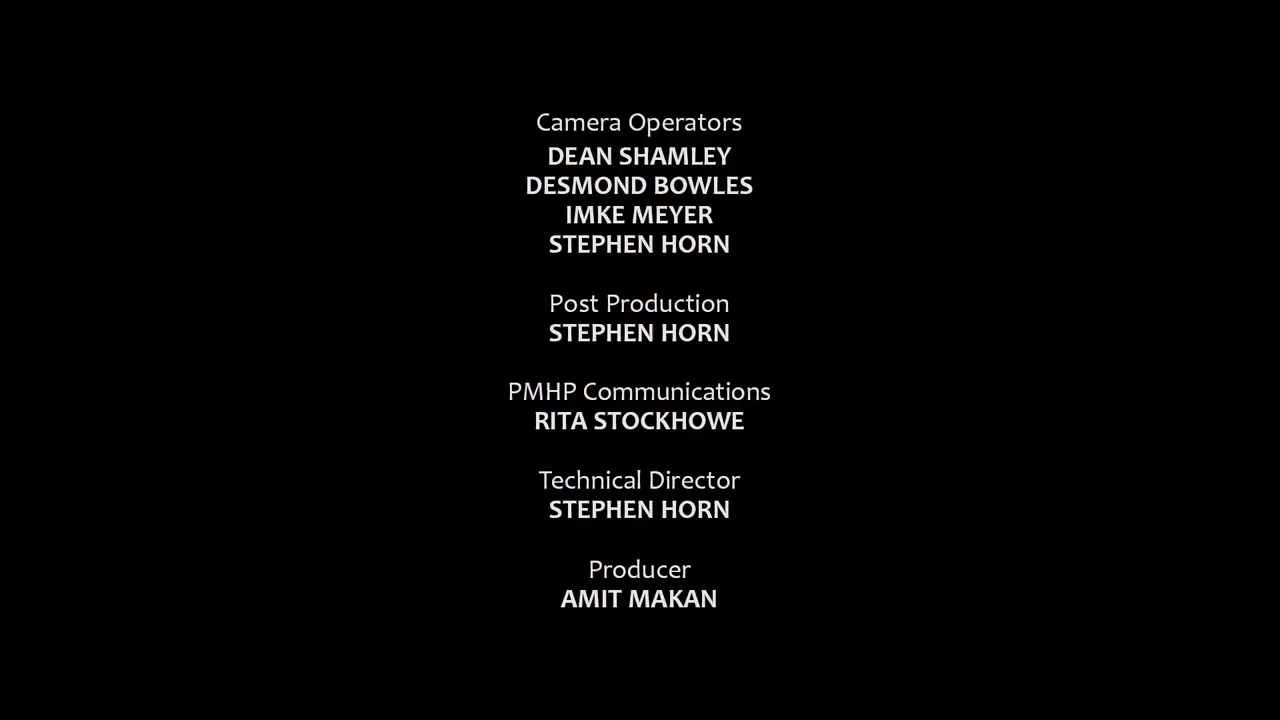 Camera Operators
DEAN SHAMLEY
DESMOND BOWLES
IMKE MEYER
STEPHEN HORN
Post Production
STEPHEN HORN
PMHP Communications
RITA STOCKHOWE
Technical Director
STEPHEN HORN
Producer
AMIT MAKAN